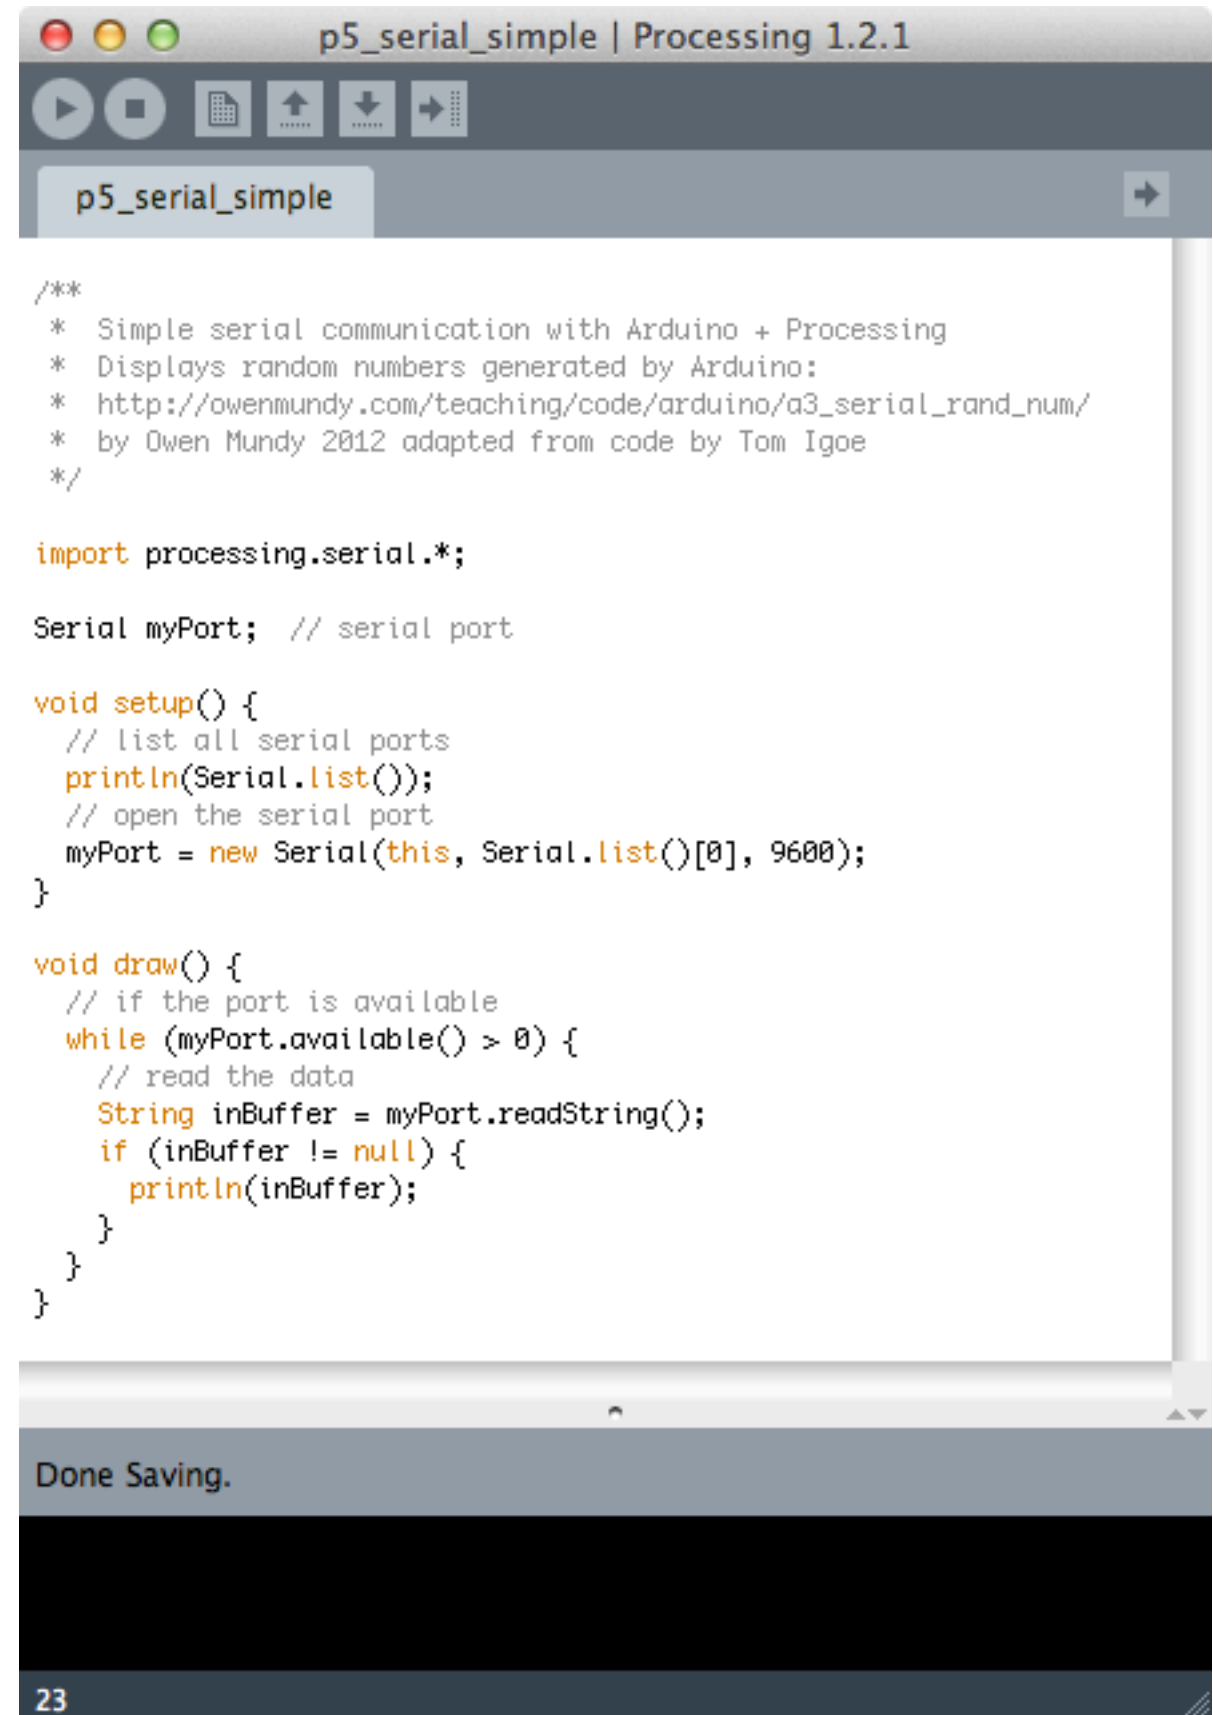 p5_serial_simple | Processing 1.2.1
p5_serial_simple
/**
 *  Simple serial communication with Arduino + Processing
 *  Displays random numbers generated by Arduino:
 *  http://owenmundy.com/teaching/code/arduino/a3_serial_rand_num/
 *  by Owen Mundy 2012 adapted from code by Tom Igoe
 */
import processing.serial.*;
Serial myPort;  // serial port
void setup() {
  // list all serial ports
  println(Serial.list());
  // open the serial port
  myPort = new Serial(this, Serial.list()[0], 9600);
}
void draw() {
  // if the port is available
  while (myPort.available() > 0) {
    // read the data
    String inBuffer = myPort.readString();
    if (inBuffer != null) {
      println(inBuffer);
    }
  }
}
Done Saving.
23